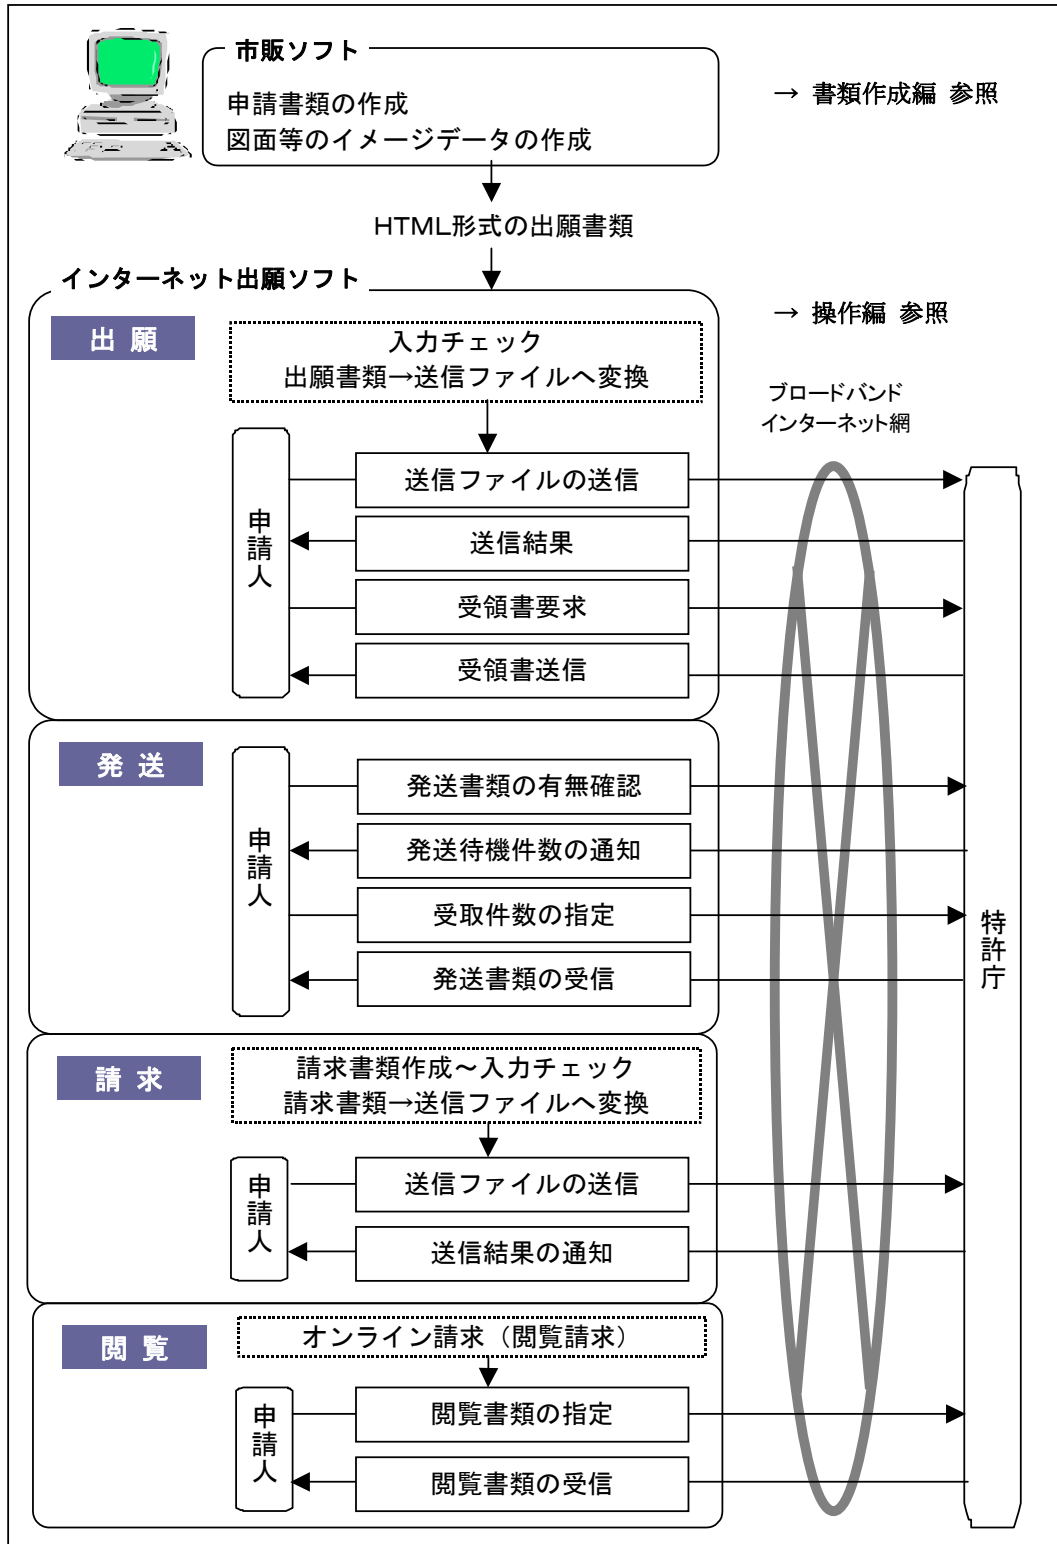 市販ソフト
申請書類の作成
図面等のイメージデータの作成
→ 書類作成編 参照
HTML形式の出願書類
インターネット出願ソフト
→ 操作編 参照
出 願
入力チェック
出願書類→送信ファイルへ変換
ブロードバンド
インターネット網
申請人
送信ファイルの送信
送信結果
受領書要求
受領書送信
特許庁
発 送
申請人
発送書類の有無確認
発送待機件数の通知
受取件数の指定
発送書類の受信
請 求
請求書類作成～入力チェック
請求書類→送信ファイルへ変換
申請人
送信ファイルの送信
送信結果の通知
閲 覧
オンライン請求（閲覧請求）
申請人
閲覧書類の指定
閲覧書類の受信